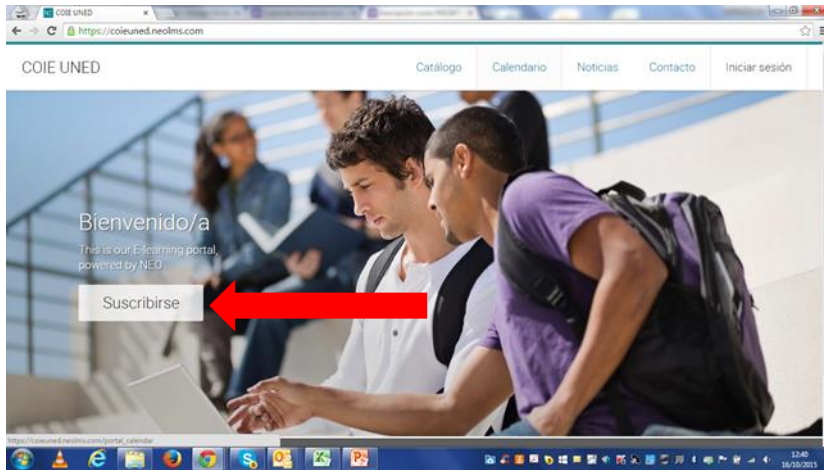 COIE UNED
https://coieuned.neolms.com
COIE UNED
Catálogo
Calendario
Noticias
Contacto
Iniciar sesión
Bienvenido/a
This is our E-learning portal,
powered by NEO
Suscribirse
https://coieuned.neolms.com/portal_calendar
12:40
16/10/2015